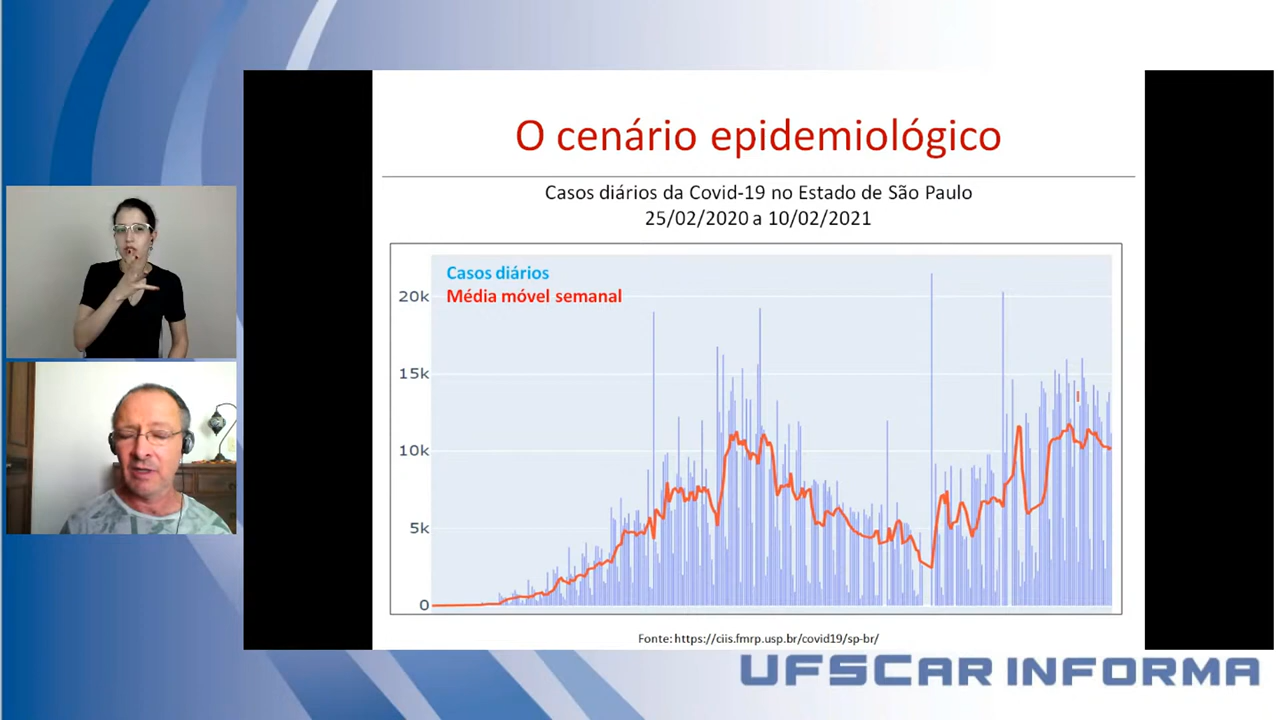 O cenário epidemiológico
Casos diários da Covid-19 no Estado de São Paulo
25/02/2020 a 10/02/2021
Casos diários
Média móvel semanal
20k
15k
10k
5k
0
Fonte: https://ciis.fmrp.usp.br/covid19/sp-br/
UFSCAR INFORMA